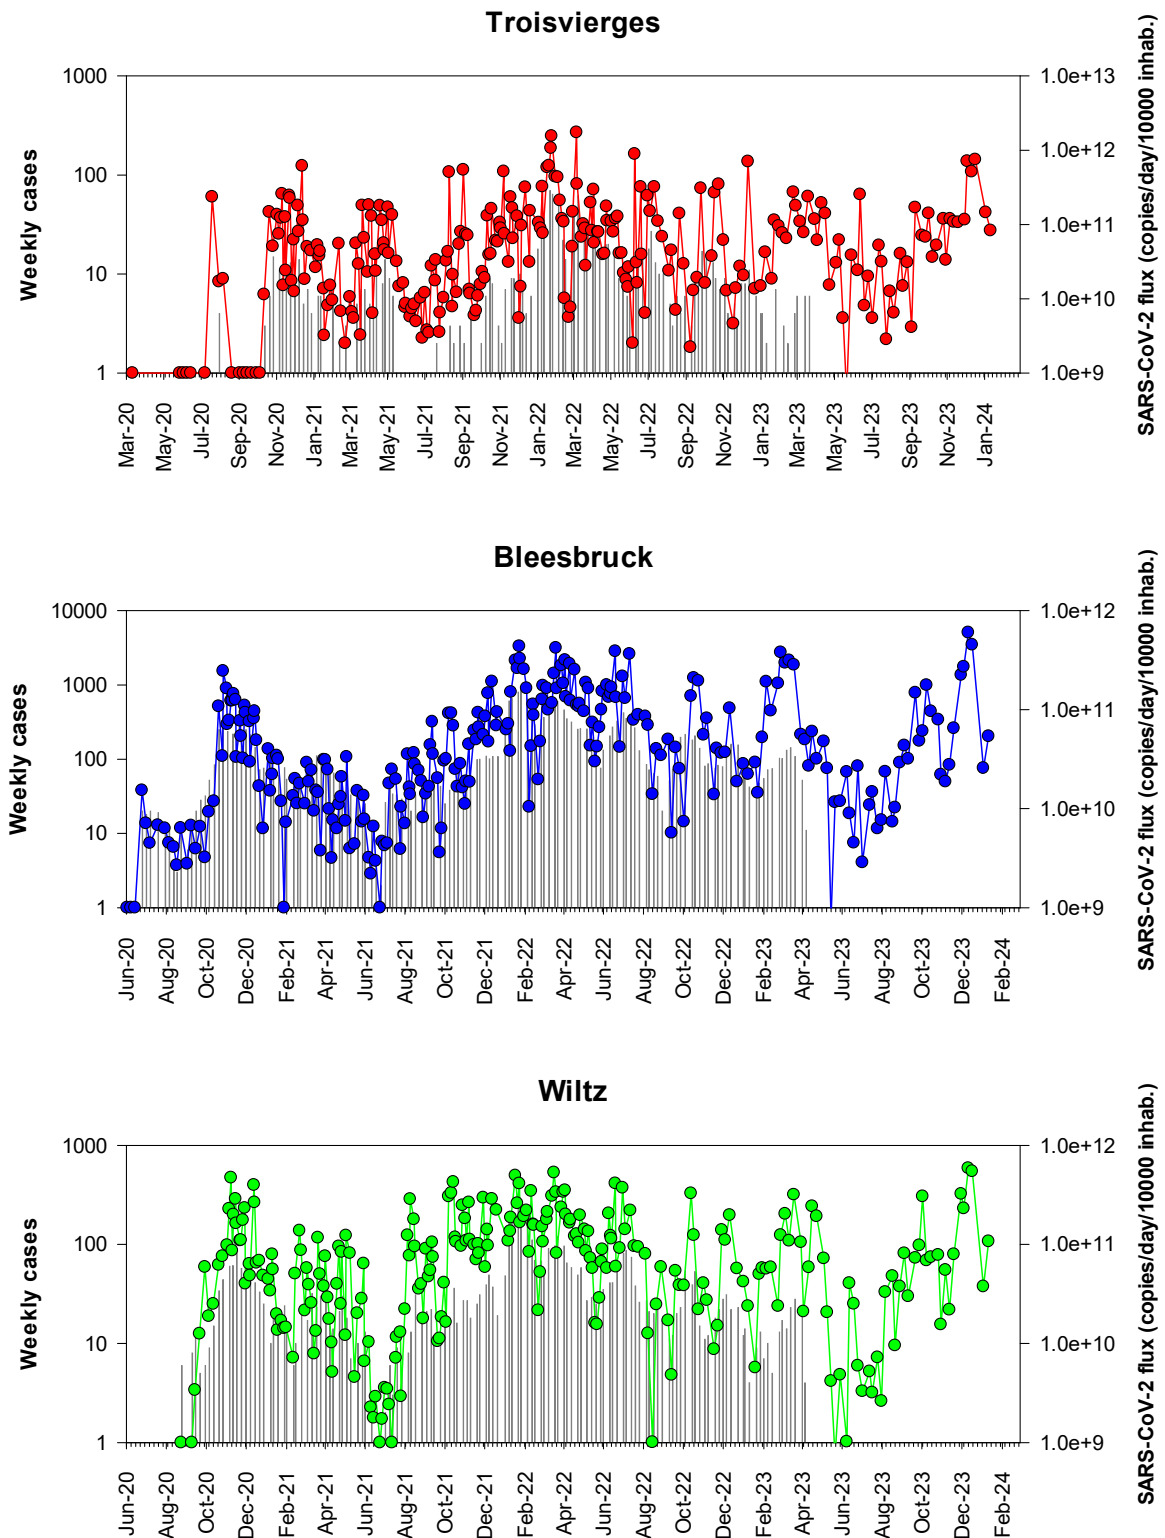 Troisvierges
Weekly cases
1000
100
10
1
1.0e+13
1.0e+12
1.0e+11
1.0e+10
1.0e+9
SARS-CoV-2 flux (copies/day/10000 inhab.)
Mar-20
May-20
Jul-20
Sep-20
Nov-20
Jan-21
Mar-21
May-21
Jul-21
Sep-21
Nov-21
Jan-22
Mar-22
May-22
Jul-22
Sep-22
Nov-22
Jan-23
Mar-23
May-23
Jul-23
Sep-23
Nov-23
Jan-24
Bleesbruck
Weekly cases
10000
1000
100
10
1
1.0e+12
1.0e+11
1.0e+10
1.0e+9
SARS-CoV-2 flux (copies/day/10000 inhab.)
Jun-20
Aug-20
Oct-20
Dec-20
Feb-21
Apr-21
Jun-21
Aug-21
Oct-21
Dec-21
Feb-22
Apr-22
Jun-22
Aug-22
Oct-22
Dec-22
Feb-23
Apr-23
Jun-23
Aug-23
Oct-23
Dec-23
Feb-24
Wiltz
Weekly cases
1000
100
10
1
1.0e+12
1.0e+11
1.0e+10
1.0e+9
SARS-CoV-2 flux (copies/day/10000 inhab.)
Jun-20
Aug-20
Oct-20
Dec-20
Feb-21
Apr-21
Jun-21
Aug-21
Oct-21
Dec-21
Feb-22
Apr-22
Jun-22
Aug-22
Oct-22
Dec-22
Feb-23
Apr-23
Jun-23
Aug-23
Oct-23
Dec-23
Feb-24